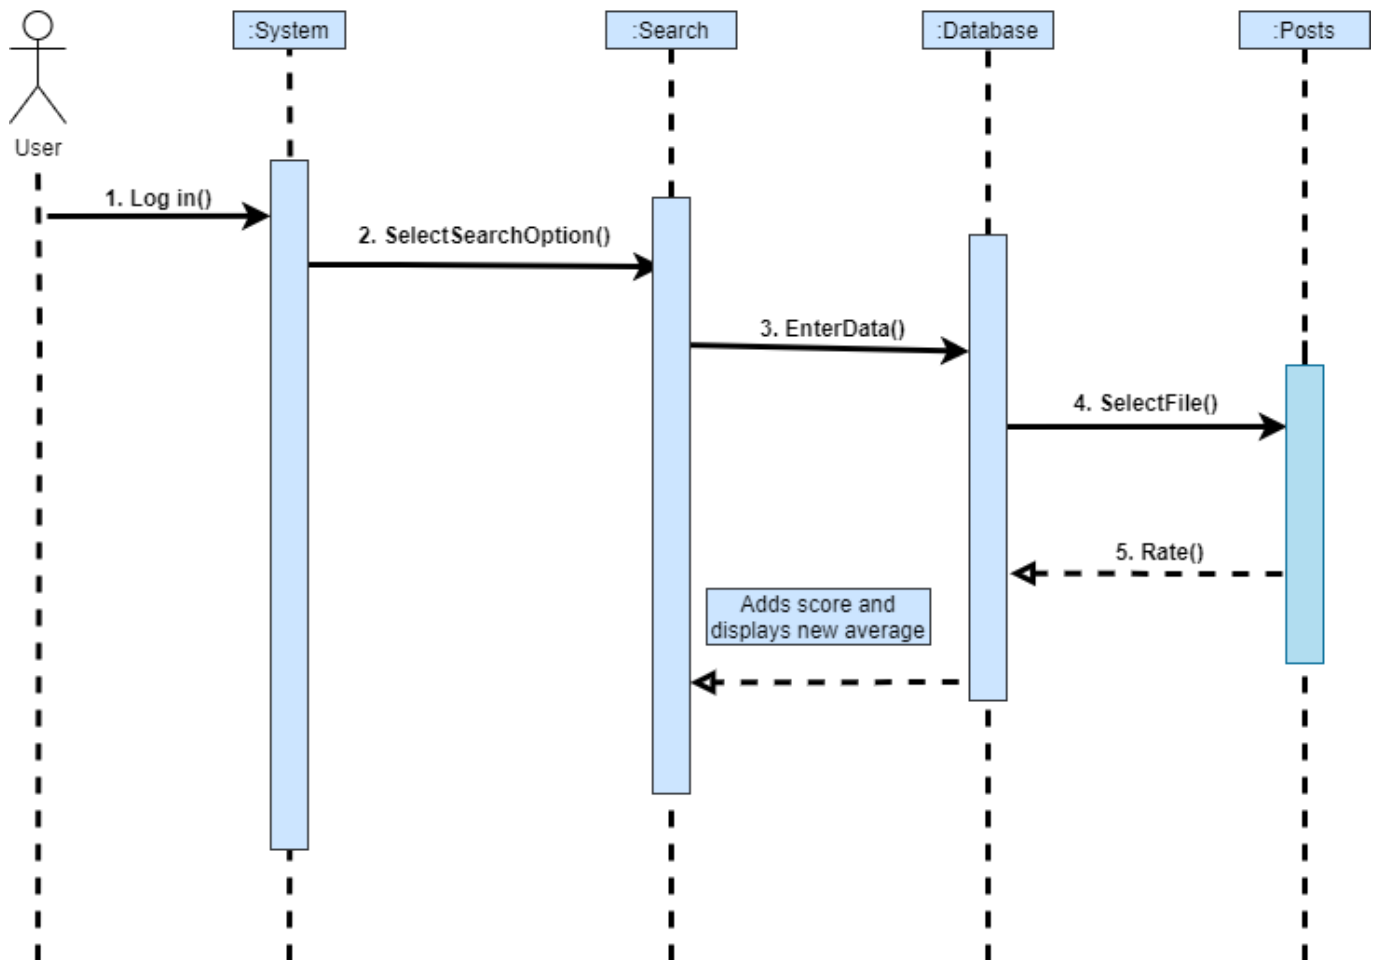 :System
:Search
:Database
:Posts
User
1. Log in()
2. SelectSearchOption()
3. EnterData()
4. SelectFile()
5. Rate()
Adds score and
displays new average